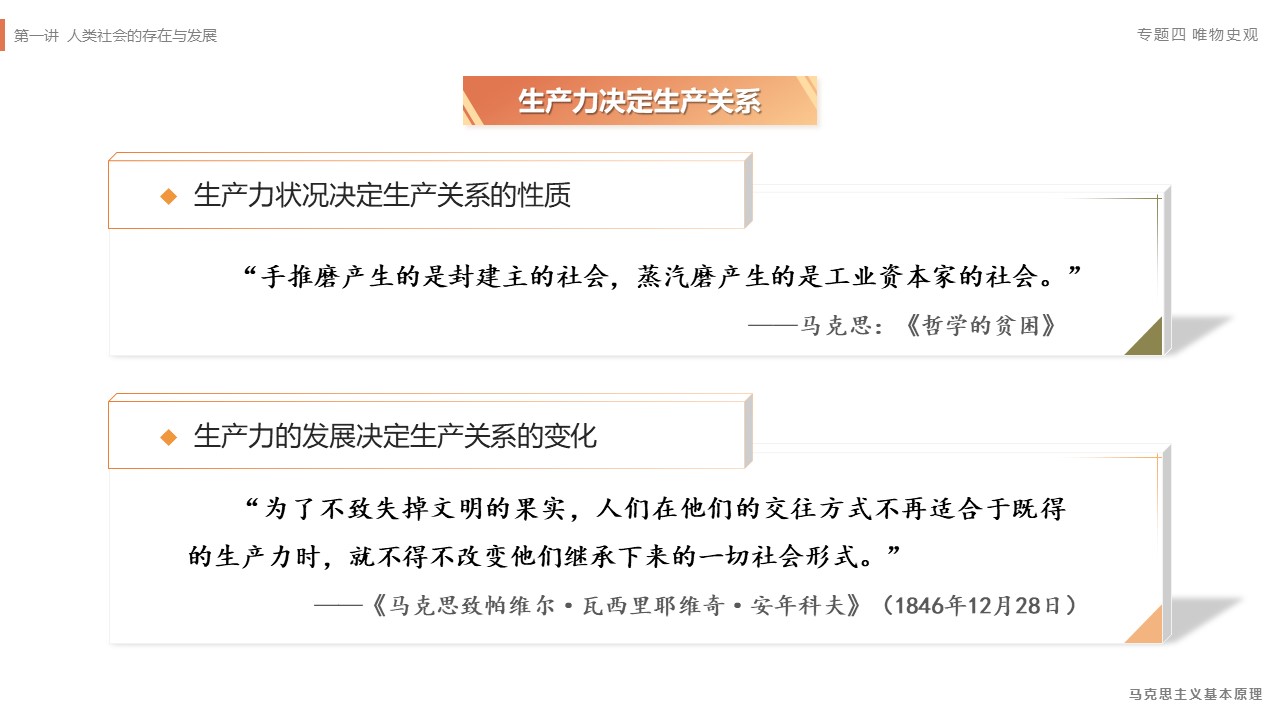 第一讲 人类社会的存在与发展
专题四 唯物史观
生产力决定生产关系
生产力状况决定生产关系的性质
“手推磨产生的是封建主的社会，蒸汽磨产生的是工业资本家的社会。”
——马克思：《哲学的贫困》
生产力的发展决定生产关系的变化
“为了不致失掉文明的果实，人们在他们的交往方式不再适合于既得
的生产力时，就不得不改变他们继承下来的一切社会形式。”
——《马克思致帕维尔·瓦西里耶维奇·安年科夫》（1846年12月28日）
马克思主义基本原理